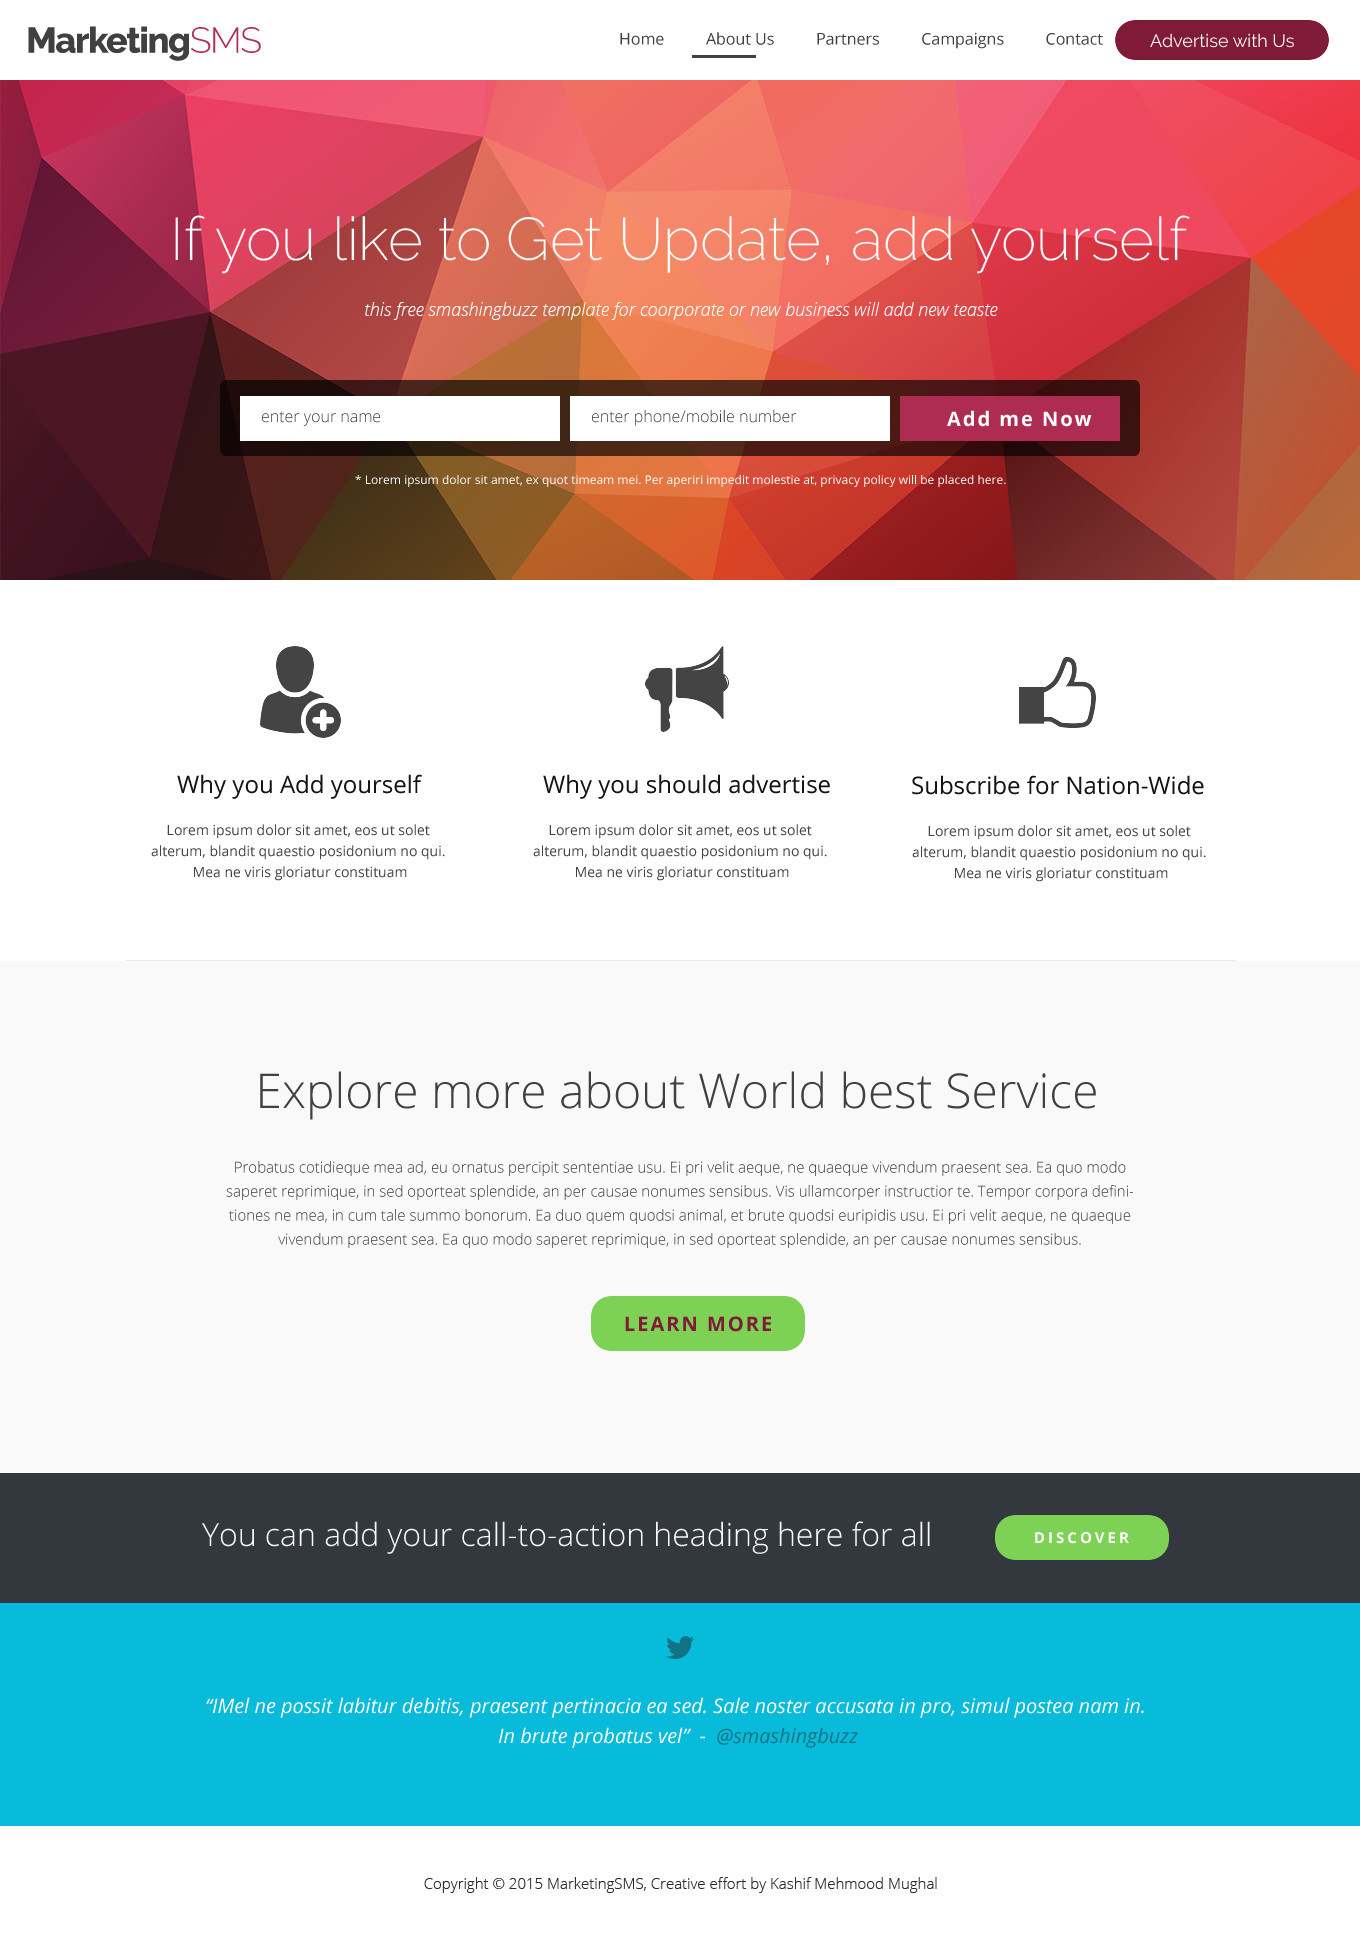 MarketingSMS
Home About Us Partners Campaigns Contact Advertise with Us
If you like to Get Update, add yourself
this free smashingbuzz template for coorporate or new business will add new teaste
enter your name enter phone/mobile number Add me Now
* Lorem ipsum dolor sit amet, ex quot timeam mei. Per aperiri impedit molestie at, privacy policy will be placed here.
Why you Add yourself
Lorem ipsum dolor sit amet, eos ut solet
alterum, blandit quaestio posidonium no qui.
Mea ne viris gloriatur constituam
Why you should advertise
Lorem ipsum dolor sit amet, eos ut solet
alterum, blandit quaestio posidonium no qui.
Mea ne viris gloriatur constituam
Subscribe for Nation-Wide
Lorem ipsum dolor sit amet, eos ut solet
alterum, blandit quaestio posidonium no qui.
Mea ne viris gloriatur constituam
Explore more about World best Service
Probatus cotidieque mea ad, eu ornatus percipit sententiae usu. Ei pri velit aeque, ne quaeque vivendum praesent sea. Ea quo modo
saperet reprimique, in sed oporteat splendide, an per causae nonumes sensibus. Vis ullamcorper instructior te. Tempor corpora defini-
tiones ne mea, in cum tale summo bonorum. Ea duo quem quodsi animal, et brute quodsi euripidis usu. Ei pri velit aeque, ne quaeque
vivendum praesent sea. Ea quo modo saperet reprimique, in sed oporteat splendide, an per causae nonumes sensibus.
LEARN MORE
You can add your call-to-action heading here for all DISCOVER
“IMel ne possit labitur debitis, praesent pertinacia ea sed. Sale noster accusata in pro, simul postea nam in.
In brute probatus vel” - @smashingbuzz
Copyright © 2015 MarketingSMS, Creative effort by Kashif Mehmood Mughal